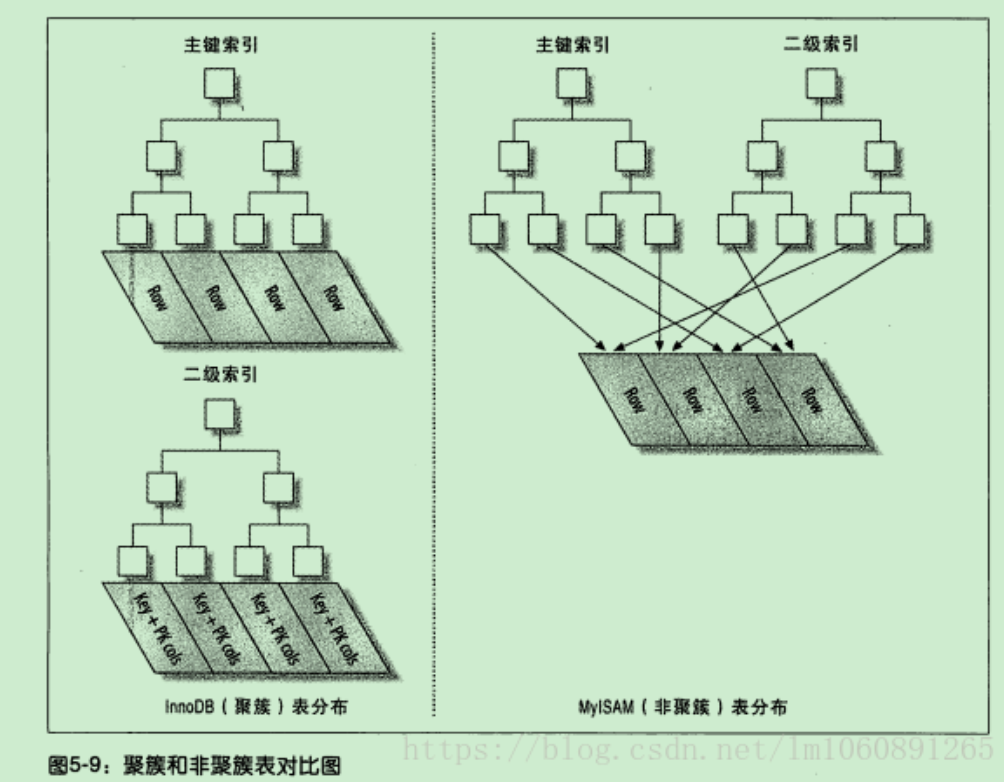 主键索引
Row Row Row Row
二级索引
Key + PK cols Key + PK cols Key + PK cols Key + PK cols
InnoDB（聚簇）表分布
主键索引 二级索引
Row Row Row Row
MyISAM（非聚簇）表分布
图5-9：聚簇和非聚簇表对比图
https://blog.csdn.net/lm1060891265